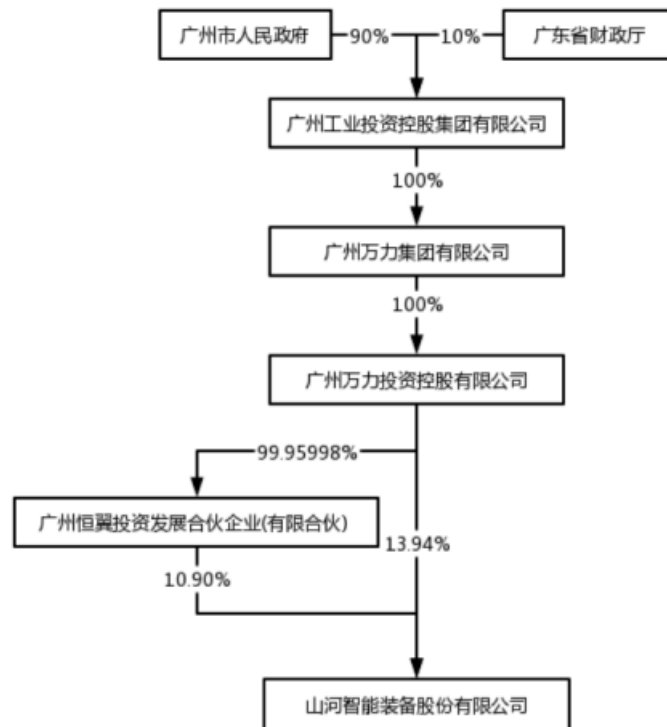 广州市人民政府
90%
10%
广东省财政厅
广州工业投资控股集团有限公司
100%
广州万力集团有限公司
100%
广州万力投资控股有限公司
99.95998%
广州恒翼投资发展合伙企业(有限合伙)
13.94%
10.90%
山河智能装备股份有限公司